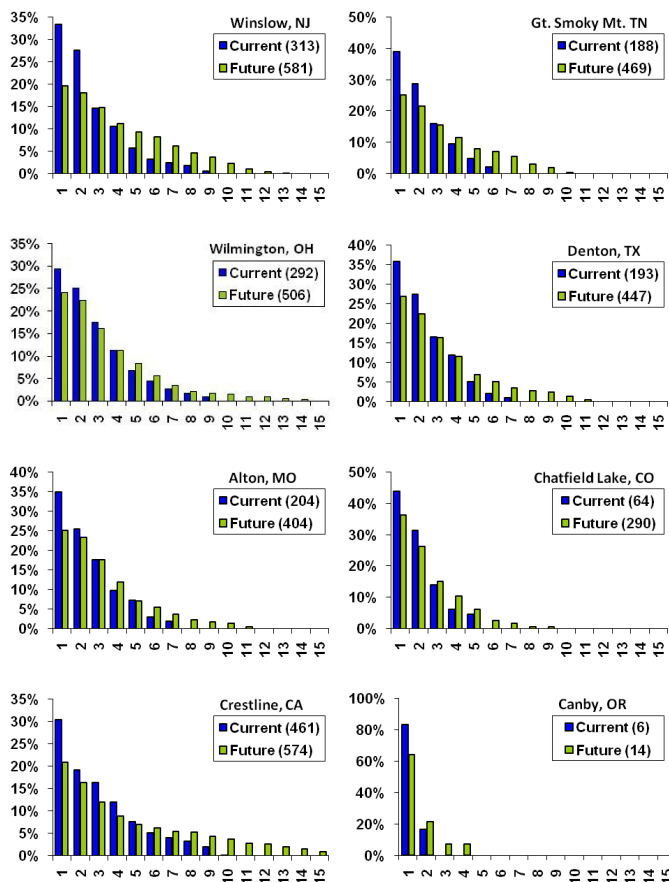 Winslow, NJ
35%
30%
25%
20%
15%
10%
5%
0%
Current (313)
Future (581)
1 2 3 4 5 6 7 8 9 10 11 12 13 14 15
Gt. Smoky Mt. TN
50%
40%
30%
20%
10%
0%
Current (188)
Future (469)
1 2 3 4 5 6 7 8 9 10 11 12 13 14 15
Wilmington, OH
35%
30%
25%
20%
15%
10%
5%
0%
Current (292)
Future (506)
1 2 3 4 5 6 7 8 9 10 11 12 13 14 15
Denton, TX
40%
35%
30%
25%
20%
15%
10%
5%
0%
Current (193)
Future (447)
1 2 3 4 5 6 7 8 9 10 11 12 13 14 15
Alton, MO
40%
35%
30%
25%
20%
15%
10%
5%
0%
Current (204)
Future (404)
1 2 3 4 5 6 7 8 9 10 11 12 13 14 15
Chatfield Lake, CO
50%
40%
30%
20%
10%
0%
Current (64)
Future (290)
1 2 3 4 5 6 7 8 9 10 11 12 13 14 15
Crestline, CA
35%
30%
25%
20%
15%
10%
5%
0%
Current (461)
Future (574)
1 2 3 4 5 6 7 8 9 10 11 12 13 14 15
Canby, OR
100%
80%
60%
40%
20%
0%
Current (6)
Future (14)
1 2 3 4 5 6 7 8 9 10 11 12 13 14 15